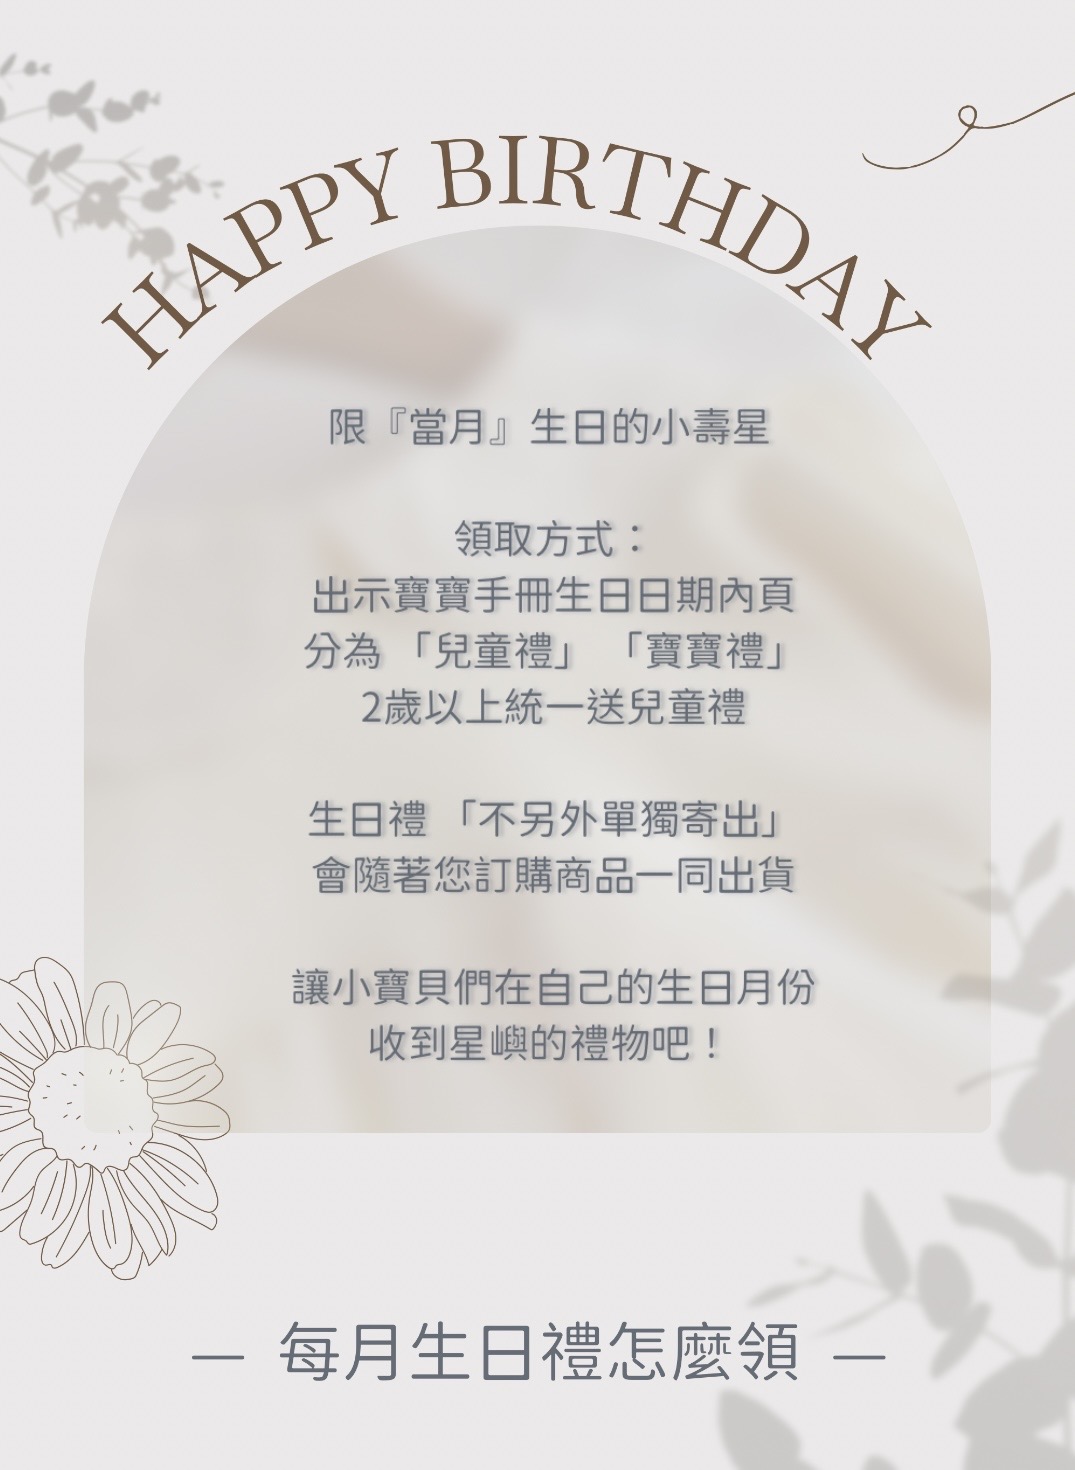 HAPPY BIRTHDAY
限『當月』生日的小壽星
領取方式：
出示寶寶手冊生日日期內頁
分為「兒童禮」「寶寶禮」
2歲以上統一送兒童禮
生日禮「不另外單獨寄出」
會隨著您訂購商品一同出貨
讓小寶貝們在自己的生日月份
收到星嶼的禮物吧！
— 每月生日禮怎麼領 —